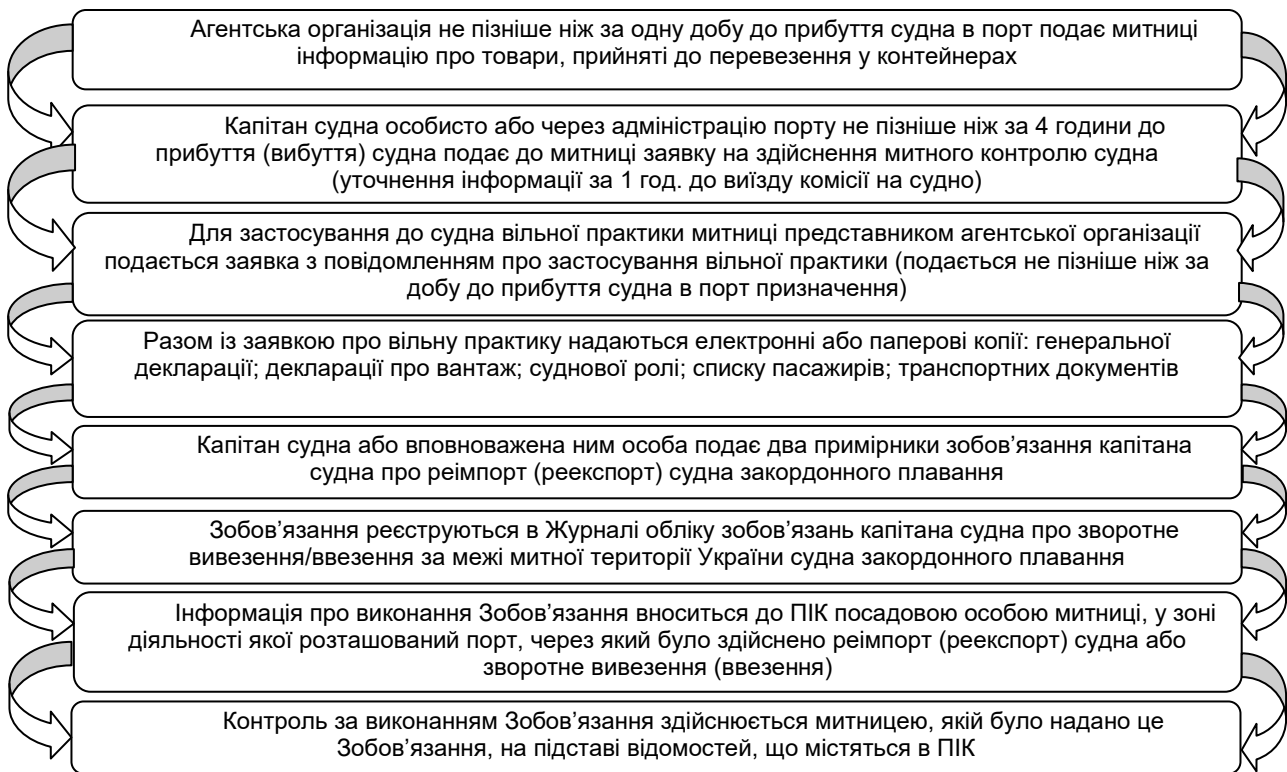 Агентська організація не пізніше ніж за одну добу до прибуття судна в порт подає митниці
інформацію про товари, прийняті до перевезення у контейнерах
Капітан судна особисто або через адміністрацію порту не пізніше ніж за 4 години до
прибуття (вибуття) судна подає до митниці заявку на здійснення митного контролю судна
(уточнення інформації за 1 год. до виїзду комісії на судно)
Для застосування до судна вільної практики митниці представником агентської організації
подається заявка з повідомленням про застосування вільної практики (подається не пізніше ніж за
добу до прибуття судна в порт призначення)
Разом із заявкою про вільну практику надаються електронні або паперові копії: генеральної
декларації; декларації про вантаж; суднової ролі; списку пасажирів; транспортних документів
Капітан судна або вповноважена ним особа подає два примірники зобов’язання капітана
судна про реімпорт (реекспорт) судна закордонного плавання
Зобов’язання реєструються в Журналі обліку зобов’язань капітана судна про зворотне
вивезення/ввезення за межі митної території України судна закордонного плавання
Інформація про виконання Зобов’язання вноситься до ПІК посадовою особою митниці, у зоні
діяльності якої розташований порт, через який було здійснено реімпорт (реекспорт) судна або
зворотне вивезення (ввезення)
Контроль за виконанням Зобов’язання здійснюється митницею, якій було надано це
Зобов’язання, на підставі відомостей, що містяться в ПІК